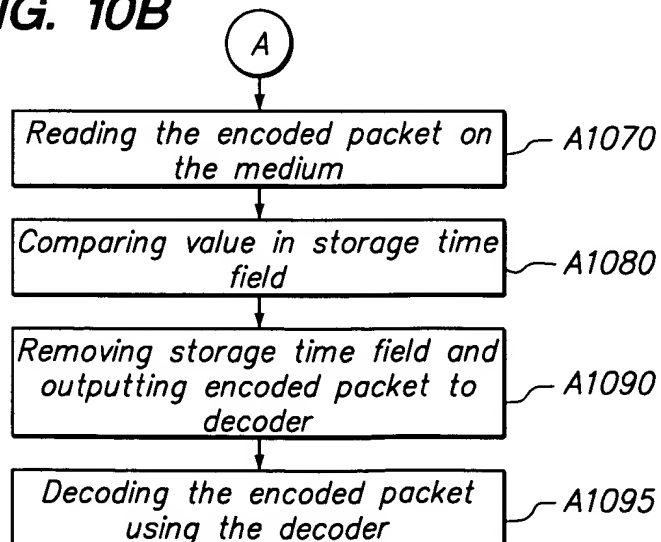 IG. 10B
A
Reading the encoded packet on
the medium
A1070
Comparing value in storage time
field
A1080
Removing storage time field and
outputting encoded packet to
decoder
A1090
Decoding the encoded packet
using the decoder
A1095